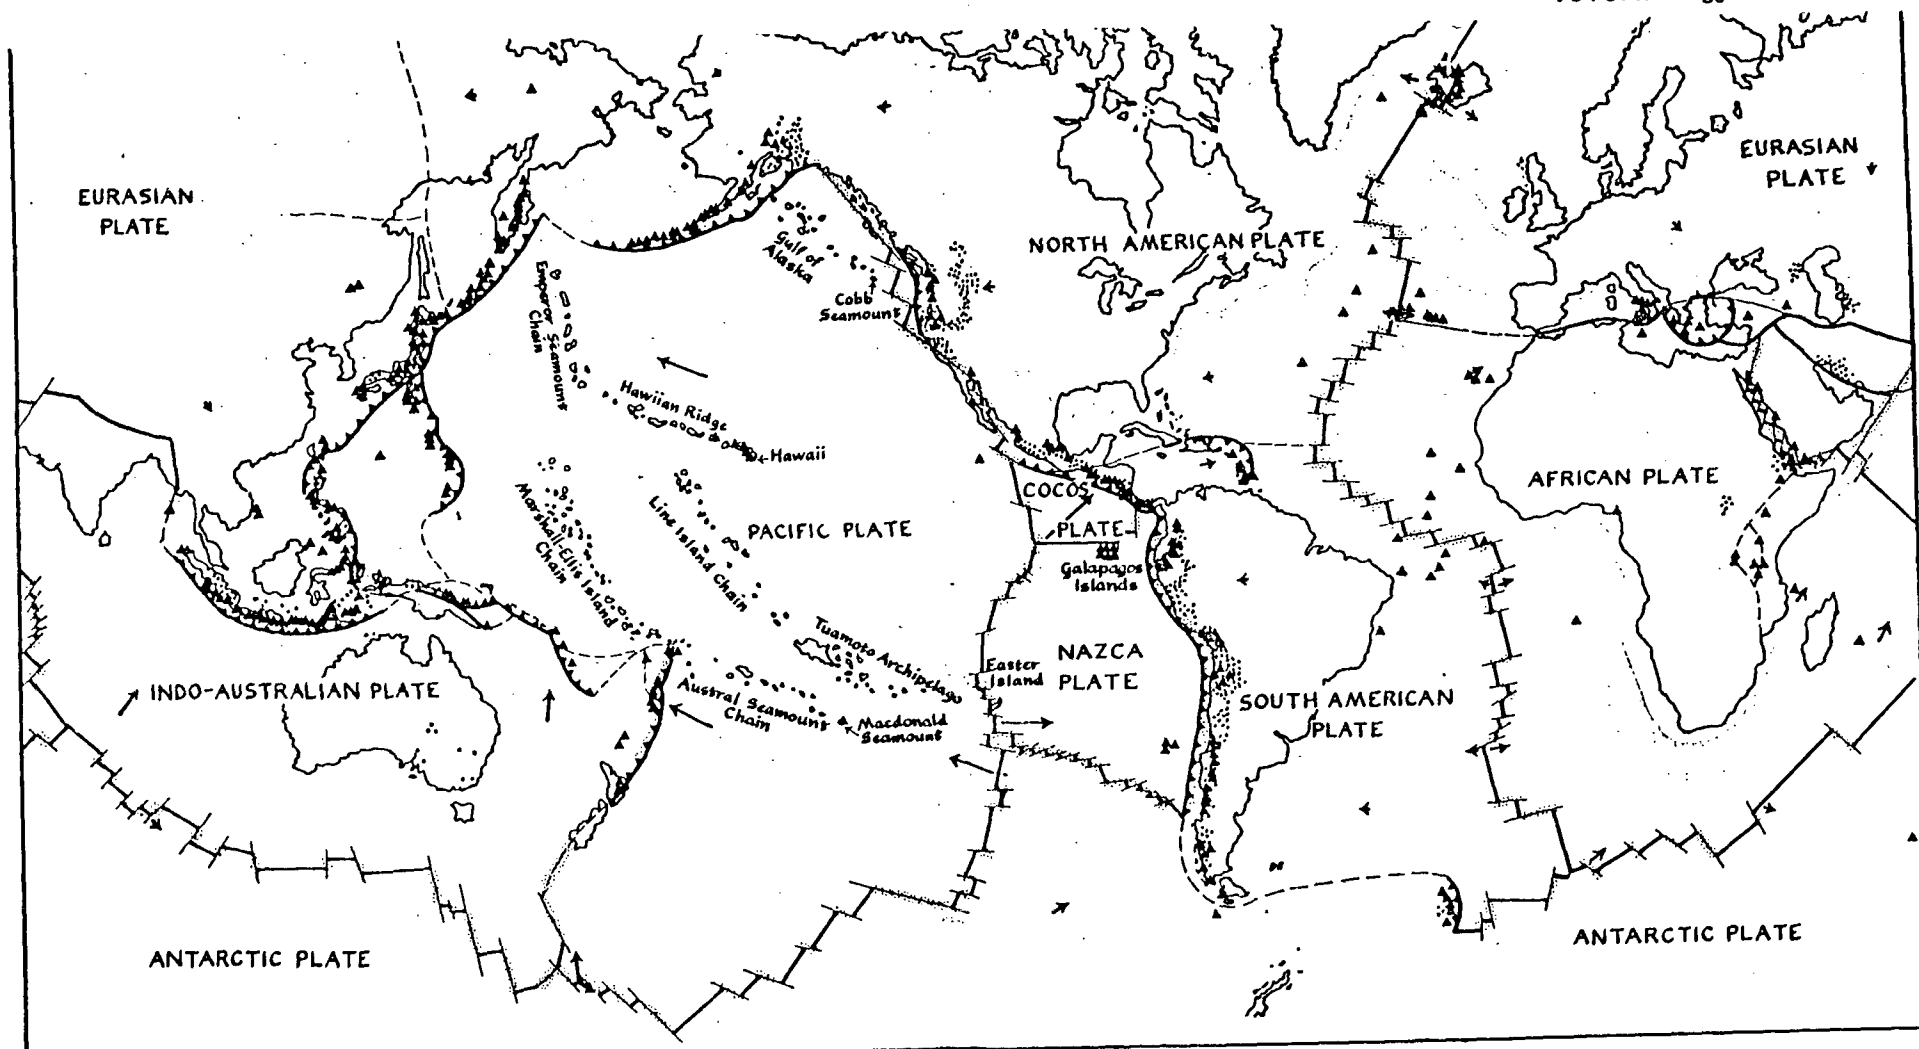 EURASIAN
PLATE
EURASIAN
PLATE
NORTH AMERICAN PLATE
Gulf of
Alaska
Cobb
Seamount
Emporor Seamouns
Chain
Hawiian Ridge
Hawaii
COCOS
PLATE
AFRICAN PLATE
PACIFIC PLATE
Marshall-Ellis Island
Chain
Line Island Chain
Galapagos
Islands
Tuamoto Archipelago
NAZCA
PLATE
Easter
Island
INDO-AUSTRALIAN PLATE
Austral Seamount
Chain
Macdonald
Seamount
SOUTH AMERICAN
PLATE
ANTARCTIC PLATE
ANTARCTIC PLATE